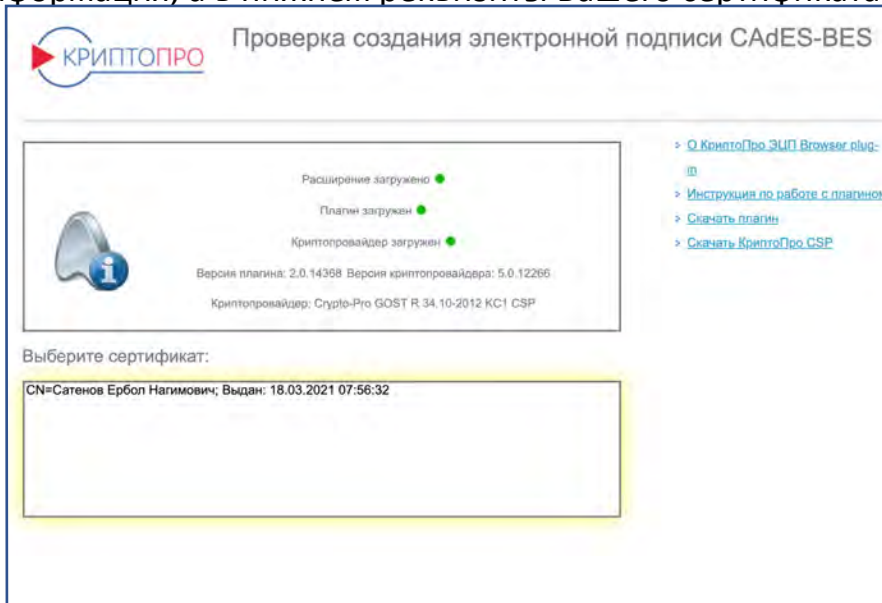 КРИПТОПРО
Проверка создания электронной подписи CAdES-BES
Расширение загружено
Плагин загружен
Криптопровайдер загружен
Версия плагина: 2.0.14368 Версия криптопровайдера: 5.0.12266
Криптопровайдер: Crypto-Pro GOST R 34.10-2012 KC1 CSP
О КриптоПро ЭЦП Browser plug-
in
Инструкция по работе с плагином
Скачать плагин
Скачать КриптоПро CSP
Выберите сертификат:
CN=Сатенов Ербол Нагимович; Выдан: 18.03.2021 07:56:32